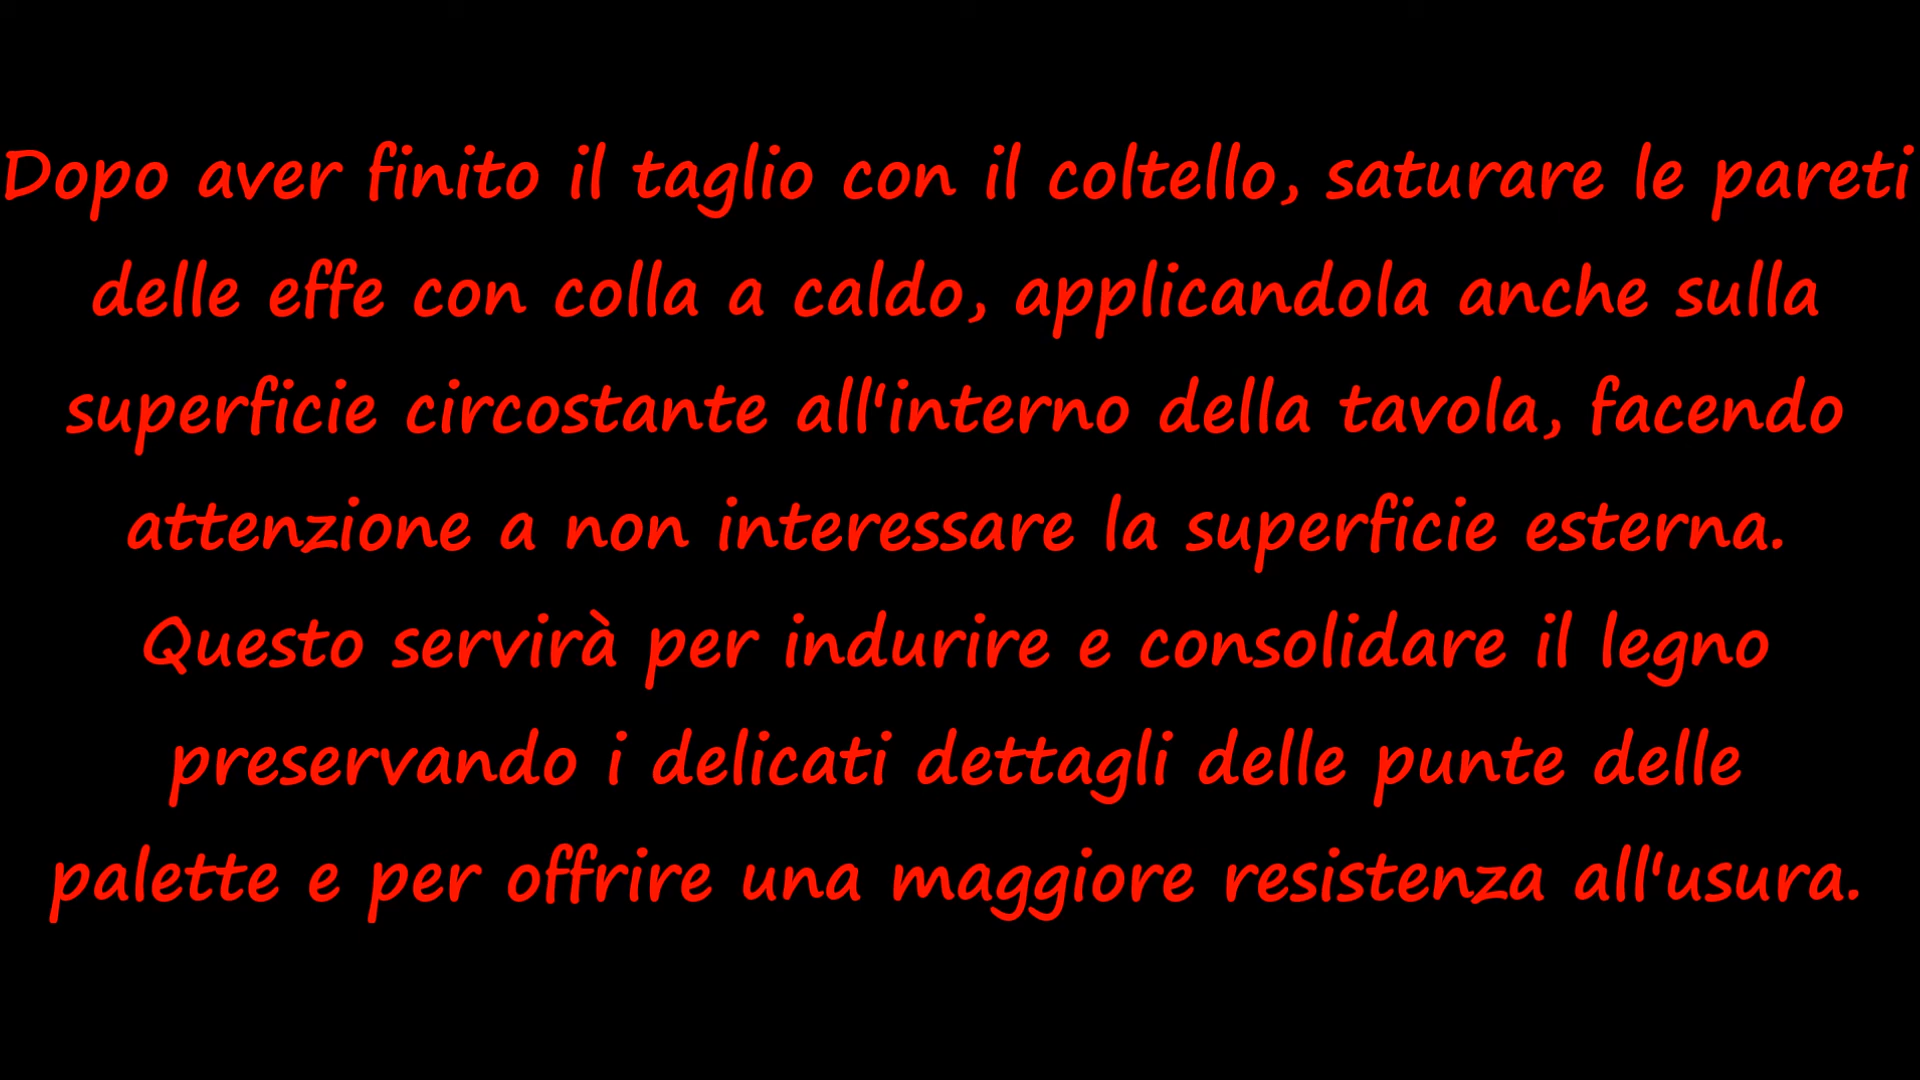 Dopo aver finito il taglio con il coltello, saturare le pareti
delle effe con colla a caldo, applicandola anche sulla
superficie circostante all'interno della tavola, facendo
attenzione a non interessare la superficie esterna.
Questo servirà per indurire e consolidare il legno
preservando i delicati dettagli delle punte delle
palette e per offrire una maggiore resistenza all'usura.